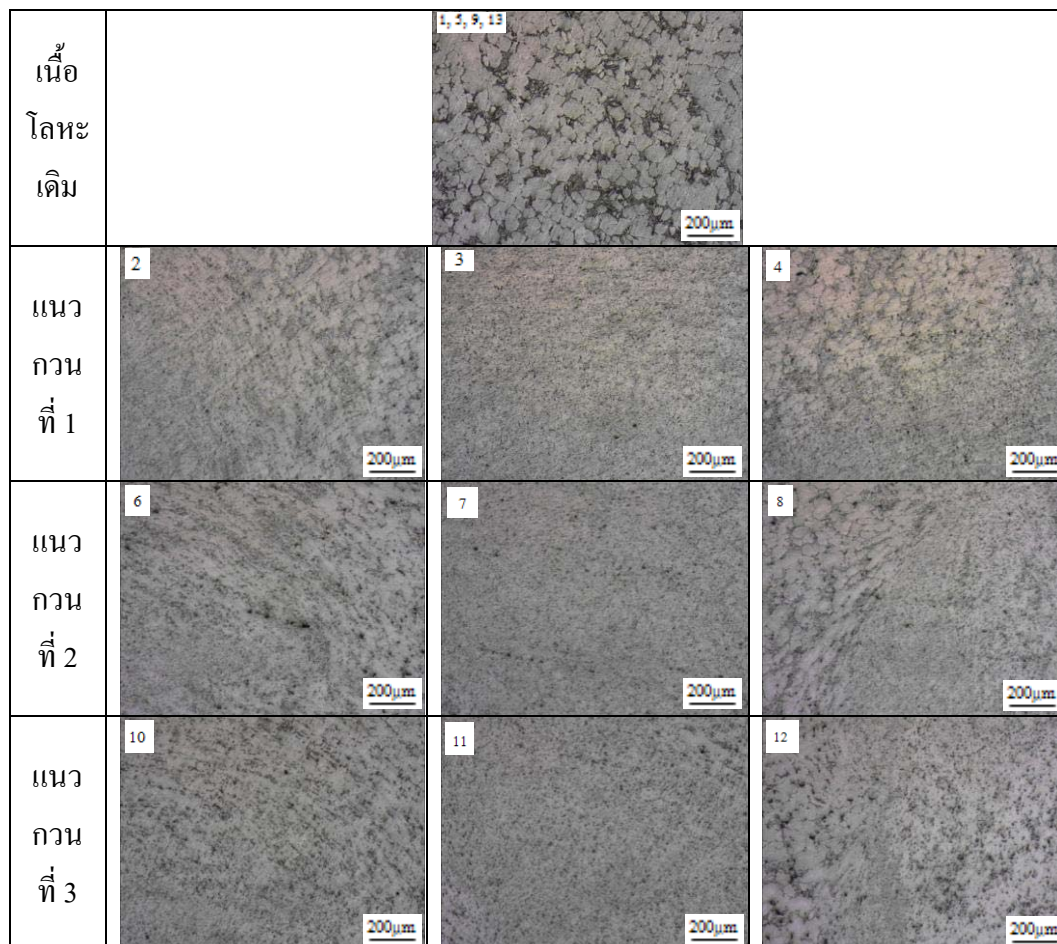 เนื้อ
โลหะ
เดิม
1, 5, 9, 13
200μm
แนว
กวน
ที่ 1
2
200μm
3
200μm
4
200μm
แนว
กวน
ที่ 2
6
200μm
7
200μm
8
200μm
แนว
กวน
ที่ 3
10
200μm
11
200μm
12
200μm